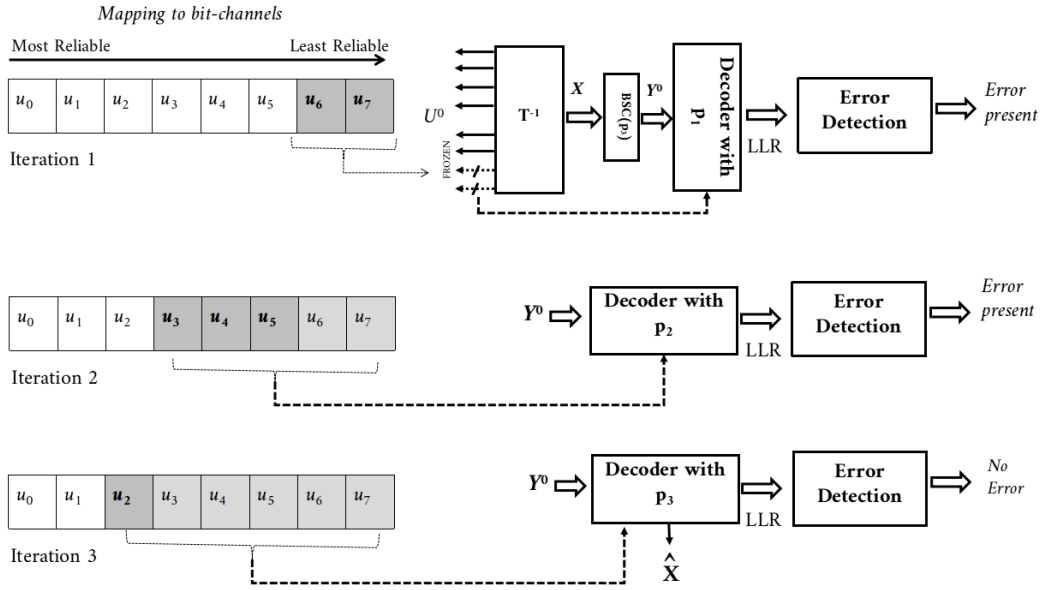 Mapping to bit-channels
Most Reliable Least Reliable
u0 u1 u2 u3 u4 u5 u6 u7
Iteration 1
U⁰
FROZEN
T⁻¹
X
BSC(p3)
Y⁰
Decoder with
p1
LLR
Error
Detection
Error
present
u0 u1 u2 u3 u4 u5 u6 u7
Iteration 2
Y⁰
Decoder with
p2
LLR
Error
Detection
Error
present
u0 u1 u2 u3 u4 u5 u6 u7
Iteration 3
Y⁰
Decoder with
p3
X̂
LLR
Error
Detection
No
Error